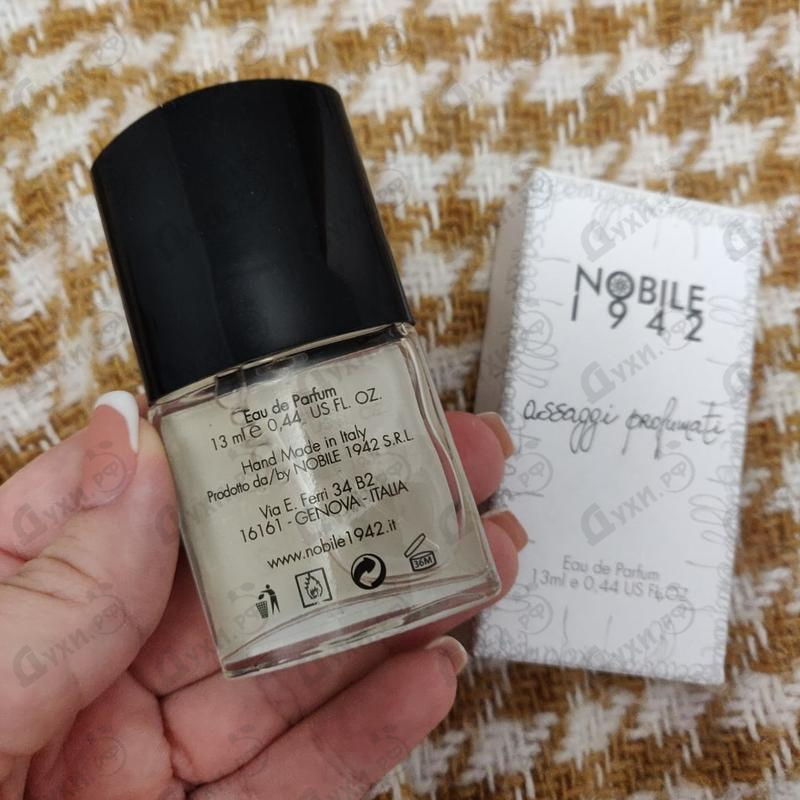 Eau de Parfum
13 ml e 0,44 US FL. OZ.
Hand Made in Italy
Prodotto da/by NOBILE 1942 S.R.L.
Via E. Ferri 34 B2
16161 - GENOVA - ITALIA
www.nobile1942.it
36M
NOBILE
1942
assaggi profumati
Eau de Parfum
13ml e 0,44 US FL.OZ.
Духи.рф